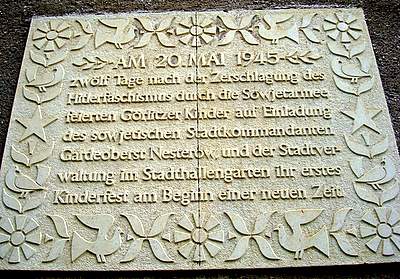 AM 20. MAI 1945
zwölf Tage nach der Zerschlagung des
Hitlerfaschismus durch die Sowjetarmee,
feierten Görlitzer Kinder auf Einladung
des sowjetischen Stadtkommandanten
Gardeoberst Nesterow, und der Stadtver-
waltung im Stadthallengarten ihr erstes
Kinderfest am Beginn einer neuen Zeit.